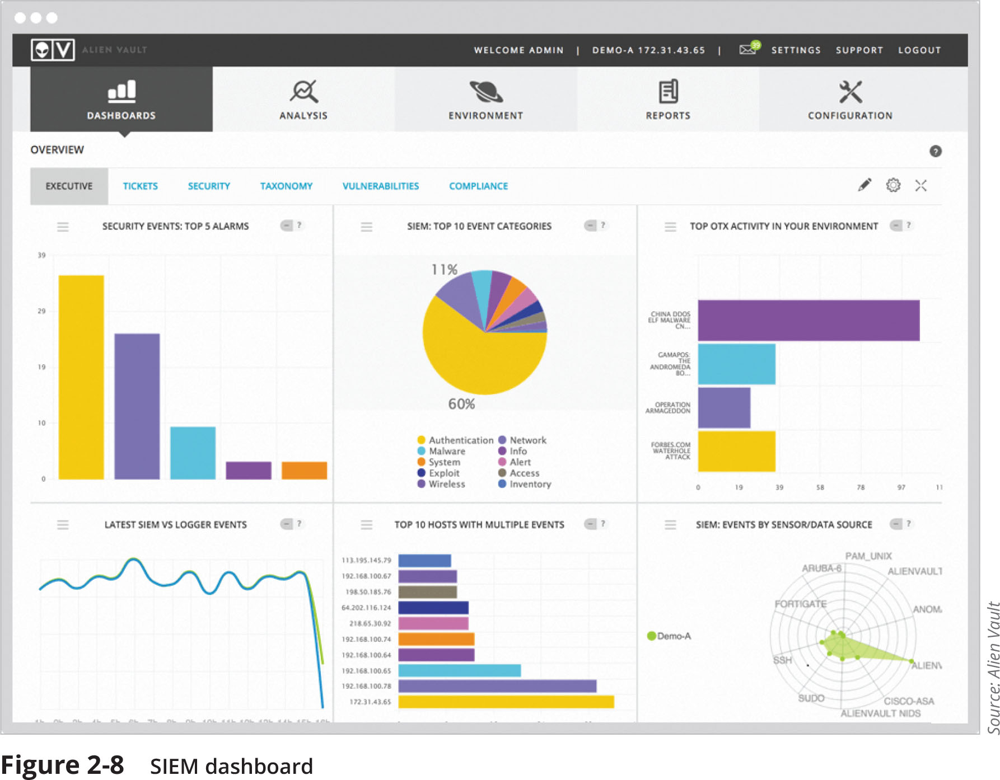 ALIEN VAULT
WELCOME ADMIN | DEMO-A 172.31.43.65 | 39 SETTINGS SUPPORT LOGOUT
DASHBOARDS ANALYSIS ENVIRONMENT REPORTS CONFIGURATION
OVERVIEW ?
EXECUTIVE TICKETS SECURITY TAXONOMY VULNERABILITIES COMPLIANCE
SECURITY EVENTS: TOP 5 ALARMS – ?
39
29
19
10
0
SIEM: TOP 10 EVENT CATEGORIES – ?
11%
60%
Authentication Network
Malware Info
System Alert
Exploit Access
Wireless Inventory
TOP OTX ACTIVITY IN YOUR ENVIRONMENT – ?
CHINA DDOS
ELF MALWARE
CN...
GAMAPOS:
THE
ANDROMEDA
BO...
OPERATION
ARMAGEDDON
FORBES.COM
WATERHOLE
ATTACK
0 19 39 58 78 97 11
LATEST SIEM VS LOGGER EVENTS – ?
TOP 10 HOSTS WITH MULTIPLE EVENTS – ?
113.195.145.79
192.168.100.67
198.50.185.76
64.202.116.124
218.65.30.92
192.168.100.74
192.168.100.64
192.168.100.65
192.168.100.78
172.31.43.65
SIEM: EVENTS BY SENSOR/DATA SOURCE – ?
PAM_UNIX
ARUBA-6
ALIENVAULT
FORTIGATE
ANOM
Demo-A
SSH
ALIENV
SUDO
CISCO-ASA
ALIENVAULT NIDS
Source: Alien Vault
Figure 2-8 SIEM dashboard